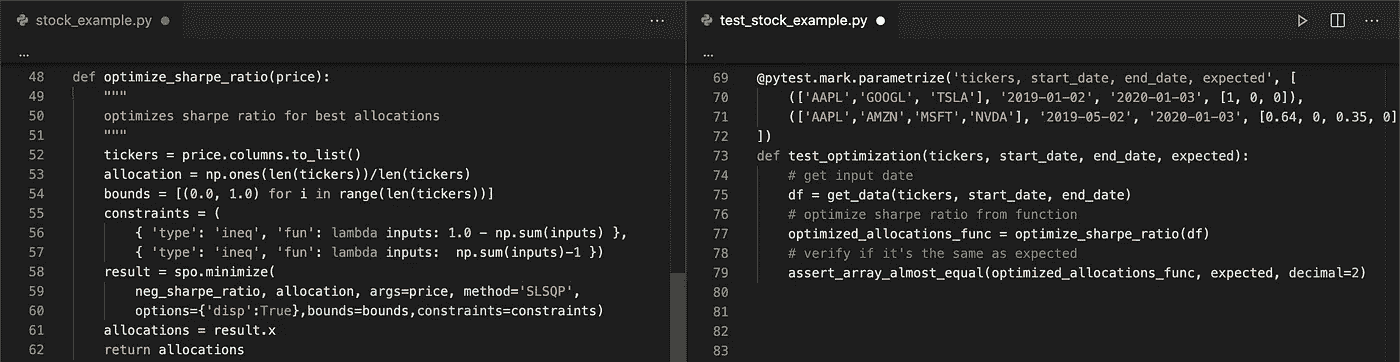 stock_example.py
...
...
48 def optimize_sharpe_ratio(price):
49 """
50 optimizes sharpe ratio for best allocations
51 """
52 tickers = price.columns.to_list()
53 allocation = np.ones(len(tickers))/len(tickers)
54 bounds = [(0.0, 1.0) for i in range(len(tickers))]
55 constraints = (
56 { 'type': 'ineq', 'fun': lambda inputs: 1.0 - np.sum(inputs) },
57 { 'type': 'ineq', 'fun': lambda inputs:  np.sum(inputs)-1 })
58 result = spo.minimize(
59 neg_sharpe_ratio, allocation, args=price, method='SLSQP',
60 options={'disp':True},bounds=bounds,constraints=constraints)
61 allocations = result.x
62 return allocations
test_stock_example.py
...
...
69 @pytest.mark.parametrize('tickers, start_date, end_date, expected', [
70 (['AAPL','GOOGL', 'TSLA'], '2019-01-02', '2020-01-03', [1, 0, 0]),
71 (['AAPL','AMZN','MSFT','NVDA'], '2019-05-02', '2020-01-03', [0.64, 0, 0.35, 0]
72 ])
73 def test_optimization(tickers, start_date, end_date, expected):
74 # get input date
75 df = get_data(tickers, start_date, end_date)
76 # optimize sharpe ratio from function
77 optimized_allocations_func = optimize_sharpe_ratio(df)
78 # verify if it's the same as expected
79 assert_array_almost_equal(optimized_allocations_func, expected, decimal=2)
80
81
82
83